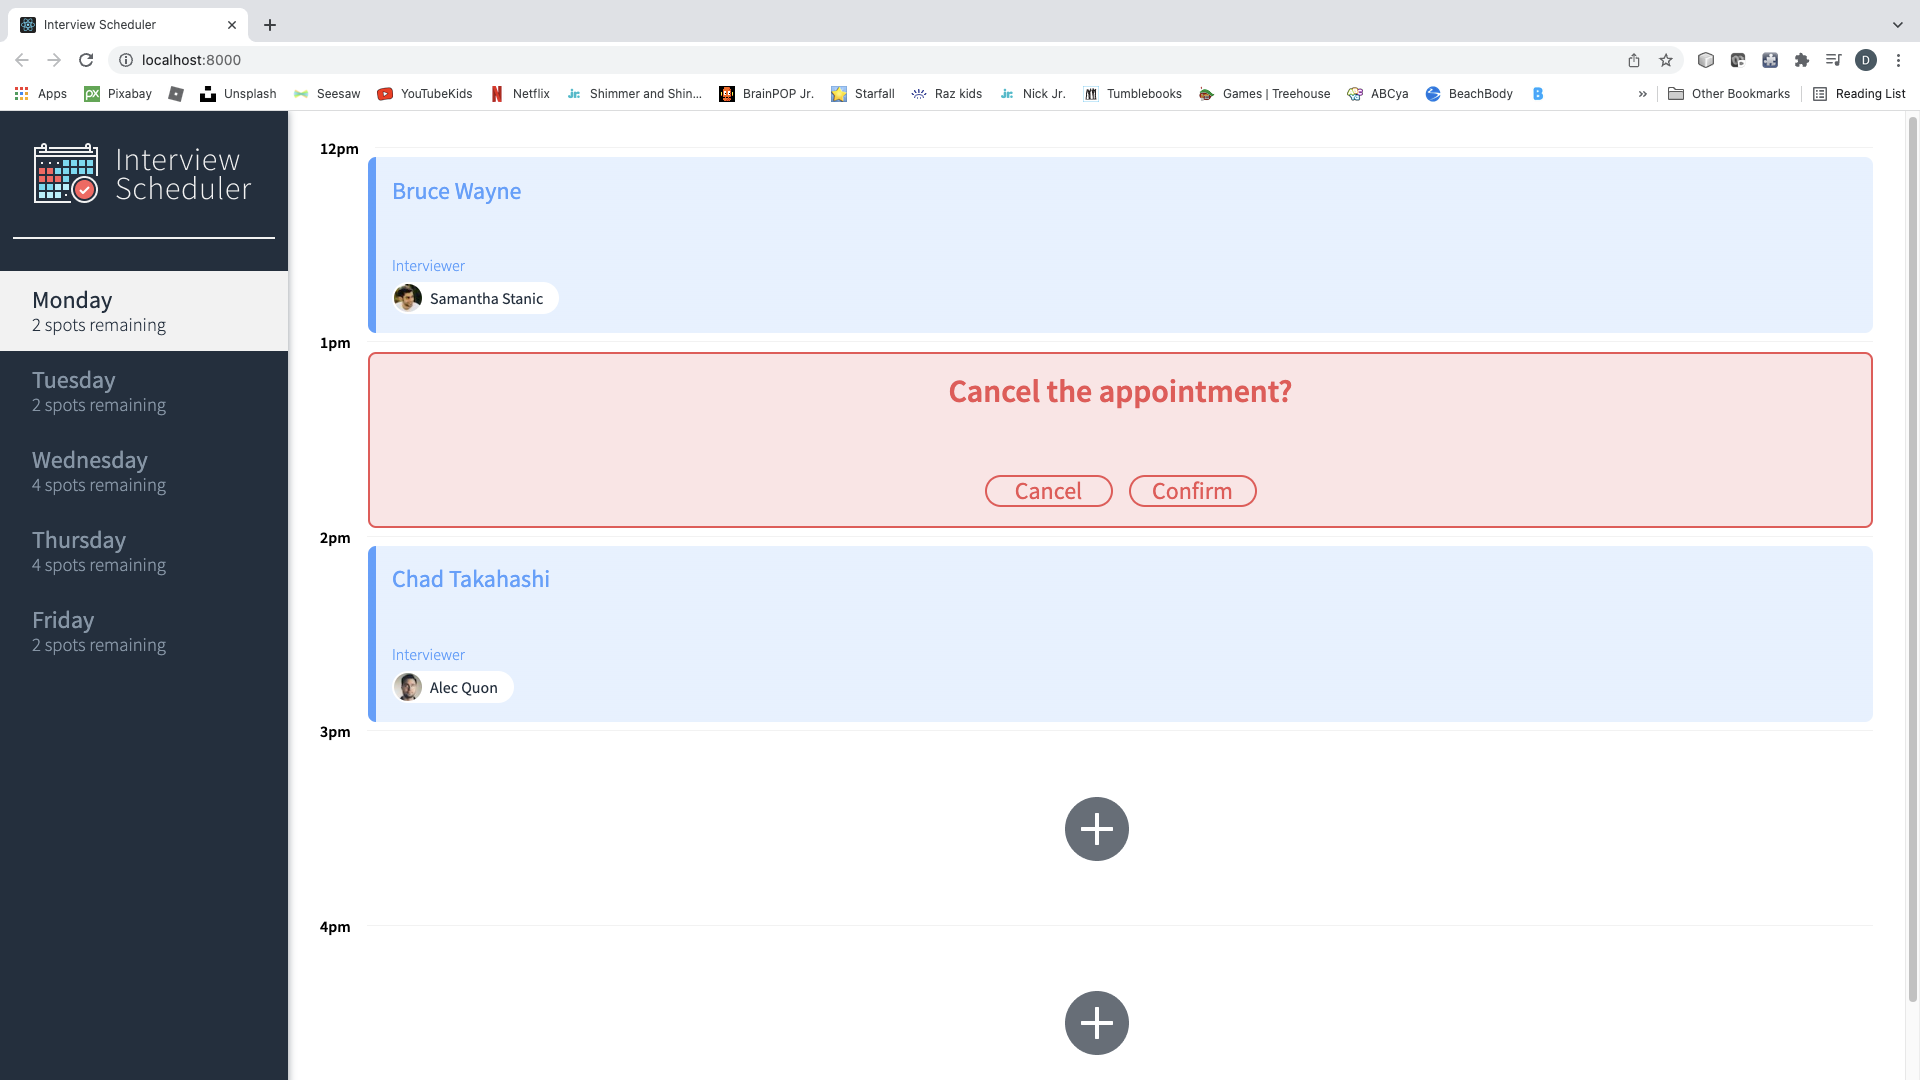 Interview Scheduler
localhost:8000
Apps
Pixabay
Unsplash
Seesaw
YouTubeKids
Netflix
Shimmer and Shin...
BrainPOP Jr.
Starfall
Raz kids
Nick Jr.
Tumblebooks
Games | Treehouse
ABCya
BeachBody
»
Other Bookmarks
Reading List
D
Interview
Scheduler
Monday
2 spots remaining
Tuesday
2 spots remaining
Wednesday
4 spots remaining
Thursday
4 spots remaining
Friday
2 spots remaining
12pm
Bruce Wayne
Interviewer
Samantha Stanic
1pm
Cancel the appointment?
Cancel
Confirm
2pm
Chad Takahashi
Interviewer
Alec Quon
3pm
4pm